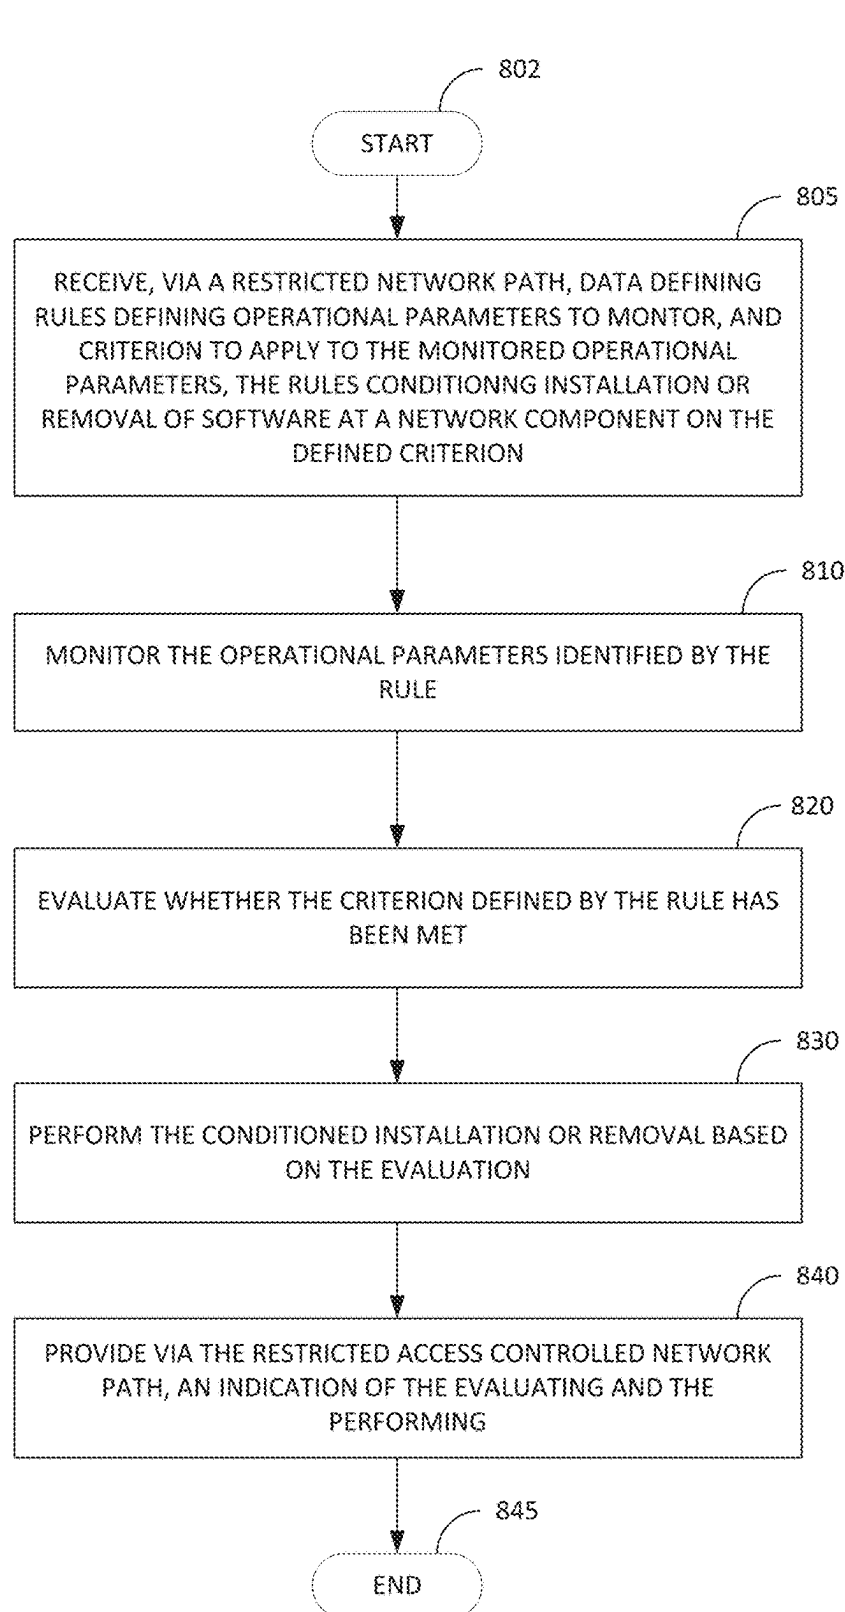 802
START
805
RECEIVE, VIA A RESTRICTED NETWORK PATH, DATA DEFINING
RULES DEFINING OPERATIONAL PARAMETERS TO MONTOR, AND
CRITERION TO APPLY TO THE MONITORED OPERATIONAL
PARAMETERS, THE RULES CONDITIONNG INSTALLATION OR
REMOVAL OF SOFTWARE AT A NETWORK COMPONENT ON THE
DEFINED CRITERION
810
MONITOR THE OPERATIONAL PARAMETERS IDENTIFIED BY THE
RULE
820
EVALUATE WHETHER THE CRITERION DEFINED BY THE RULE HAS
BEEN MET
830
PERFORM THE CONDITIONED INSTALLATION OR REMOVAL BASED
ON THE EVALUATION
840
PROVIDE VIA THE RESTRICTED ACCESS CONTROLLED NETWORK
PATH, AN INDICATION OF THE EVALUATING AND THE
PERFORMING
845
END